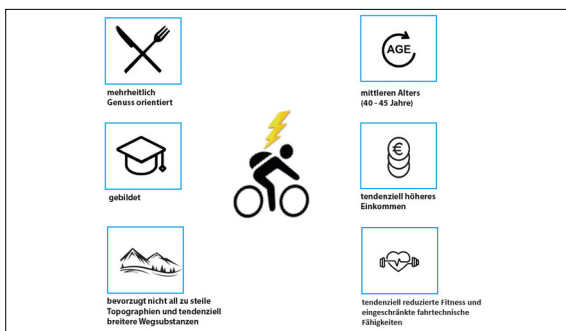 mehrheitlich
Genuss orientiert
AGE
mittleren Alters
(40 - 45 Jahre)
gebildet
€
tendenziell höheres
Einkommen
bevorzugt nicht all zu steile
Topographien und tendenziell
breitere Wegsubstanzen
tendenziell reduzierte Fitness und
eingeschränkte fahrtechnische
Fähigkeiten